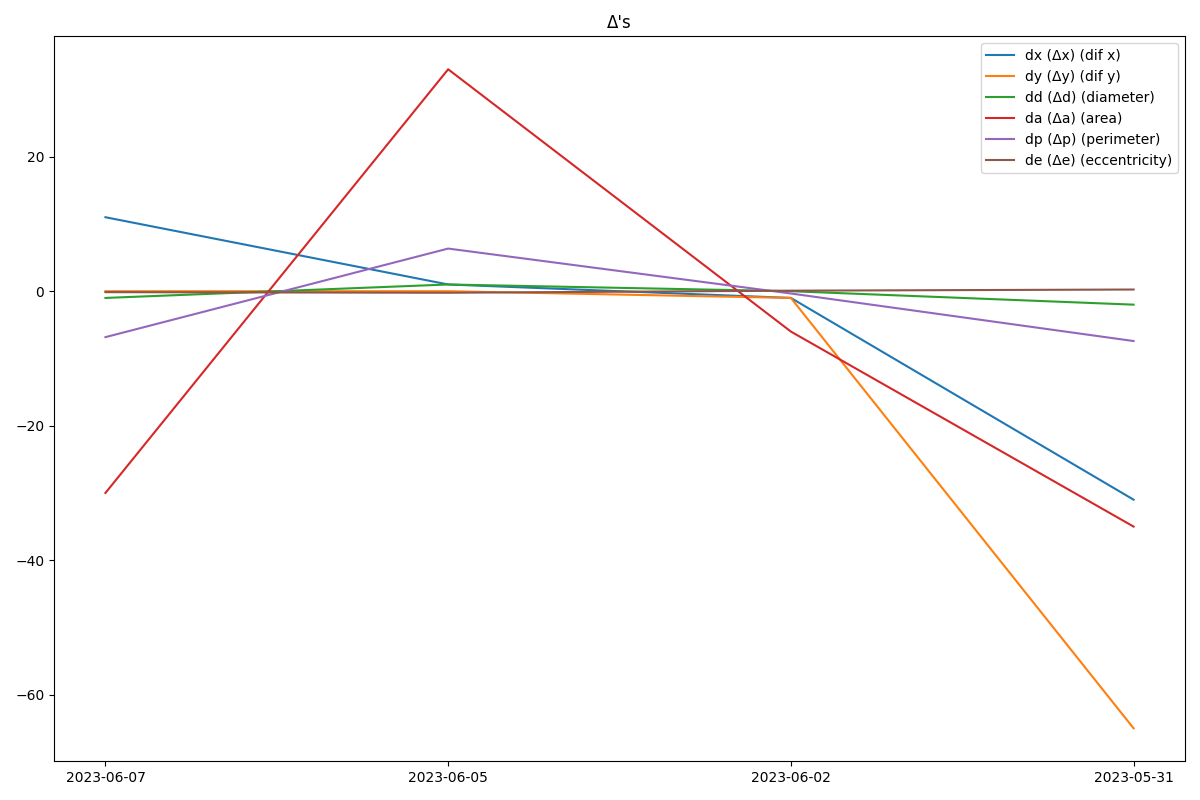 Δ's
dx (Δx) (dif x)
dy (Δy) (dif y)
dd (Δd) (diameter)
da (Δa) (area)
dp (Δp) (perimeter)
de (Δe) (eccentricity)
20
0
−20
−40
−60
2023-06-07 2023-06-05 2023-06-02 2023-05-31